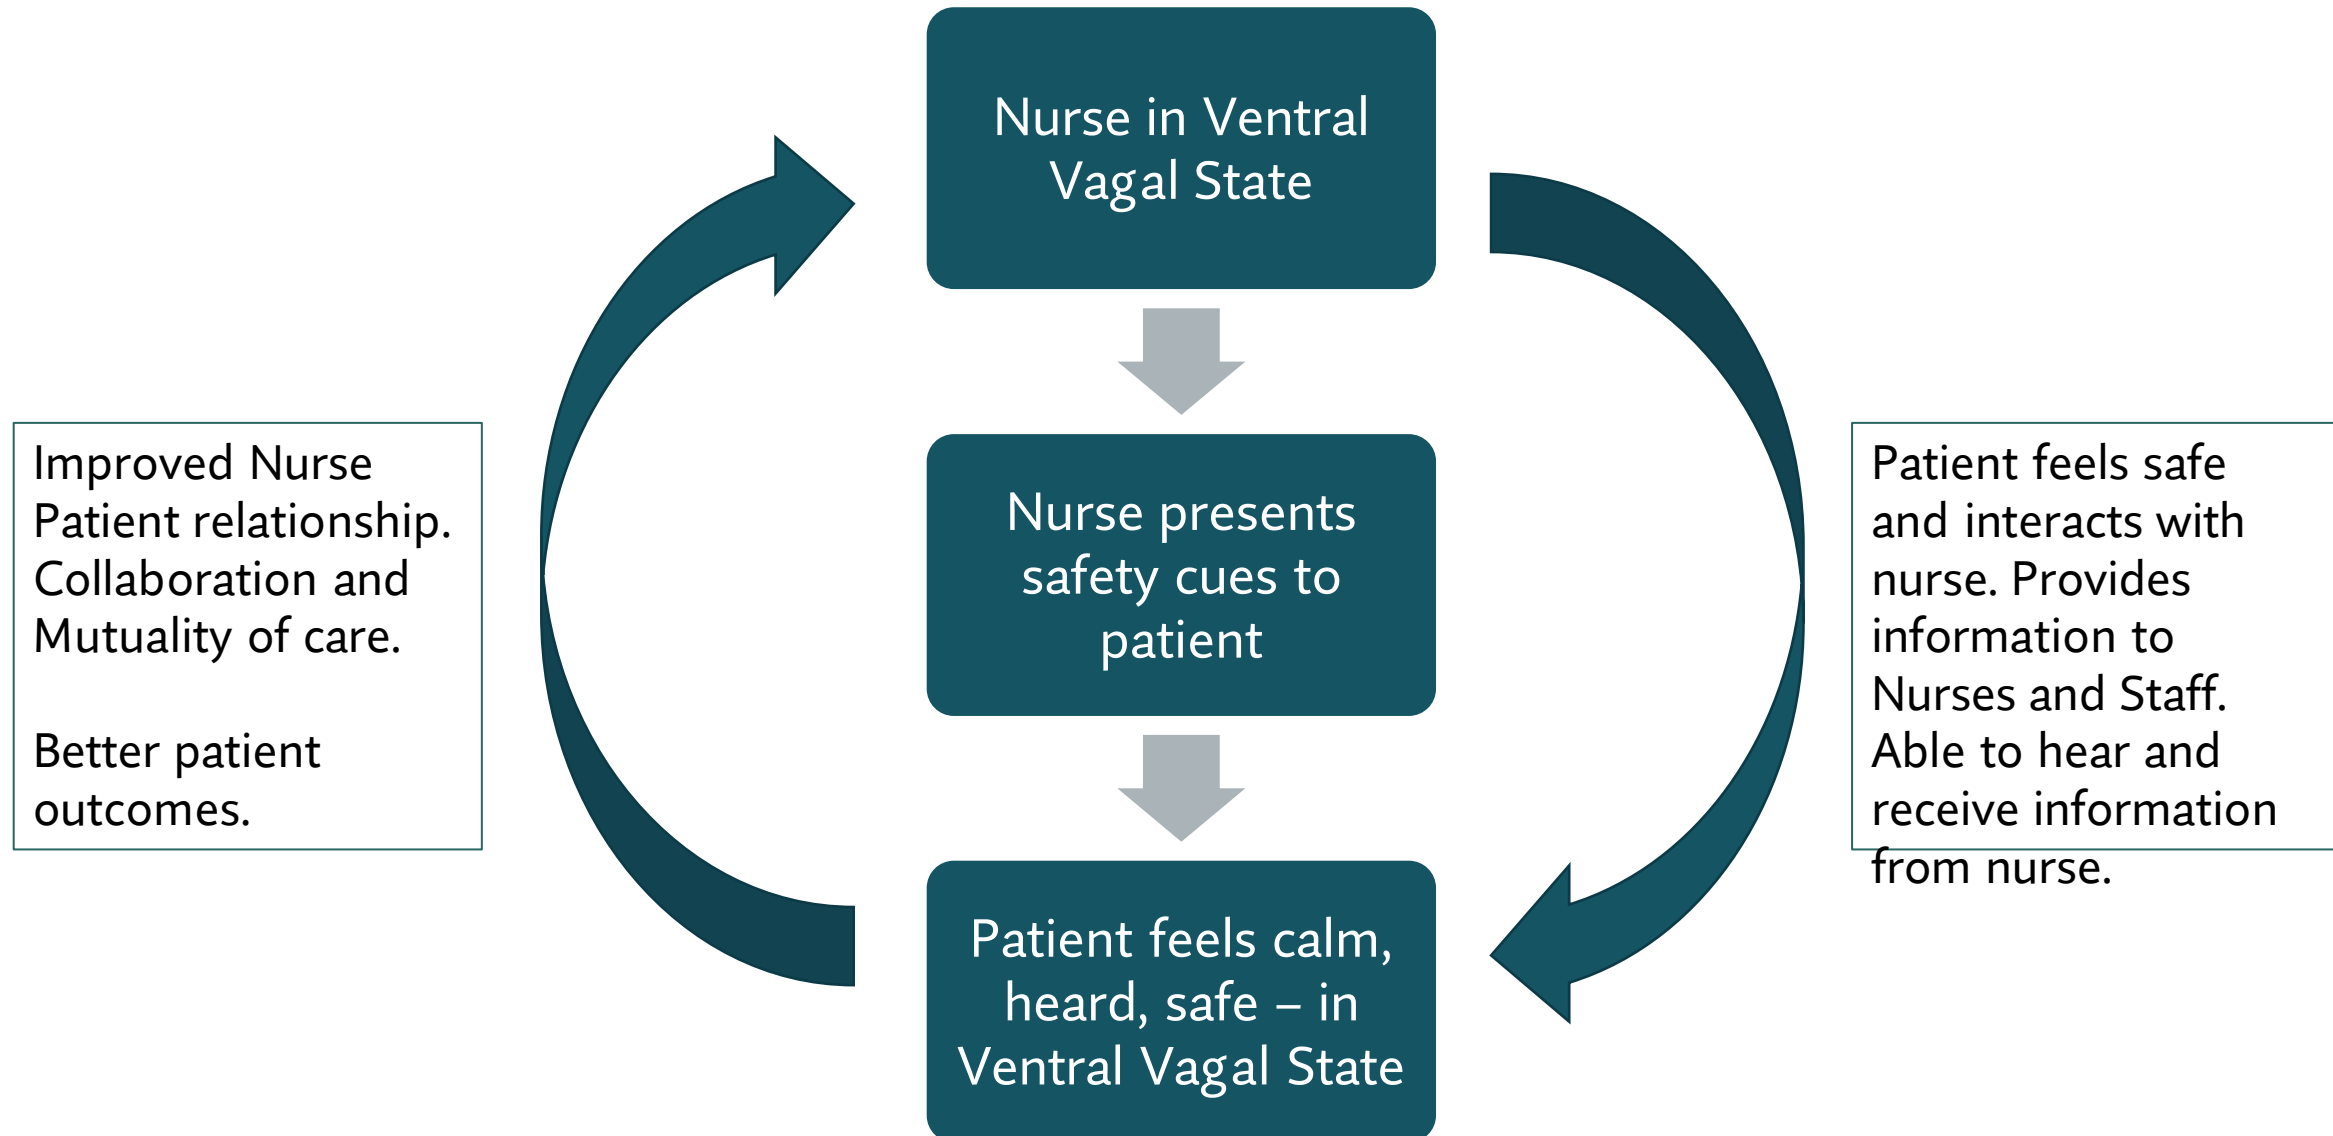 Nurse in Ventral
Vagal State
Nurse presents
safety cues to
patient
Patient feels calm,
heard, safe – in
Ventral Vagal State
Improved Nurse
Patient relationship.
Collaboration and
Mutuality of care.
Better patient
outcomes.
Patient feels safe
and interacts with
nurse. Provides
information to
Nurses and Staff.
Able to hear and
receive information
from nurse.